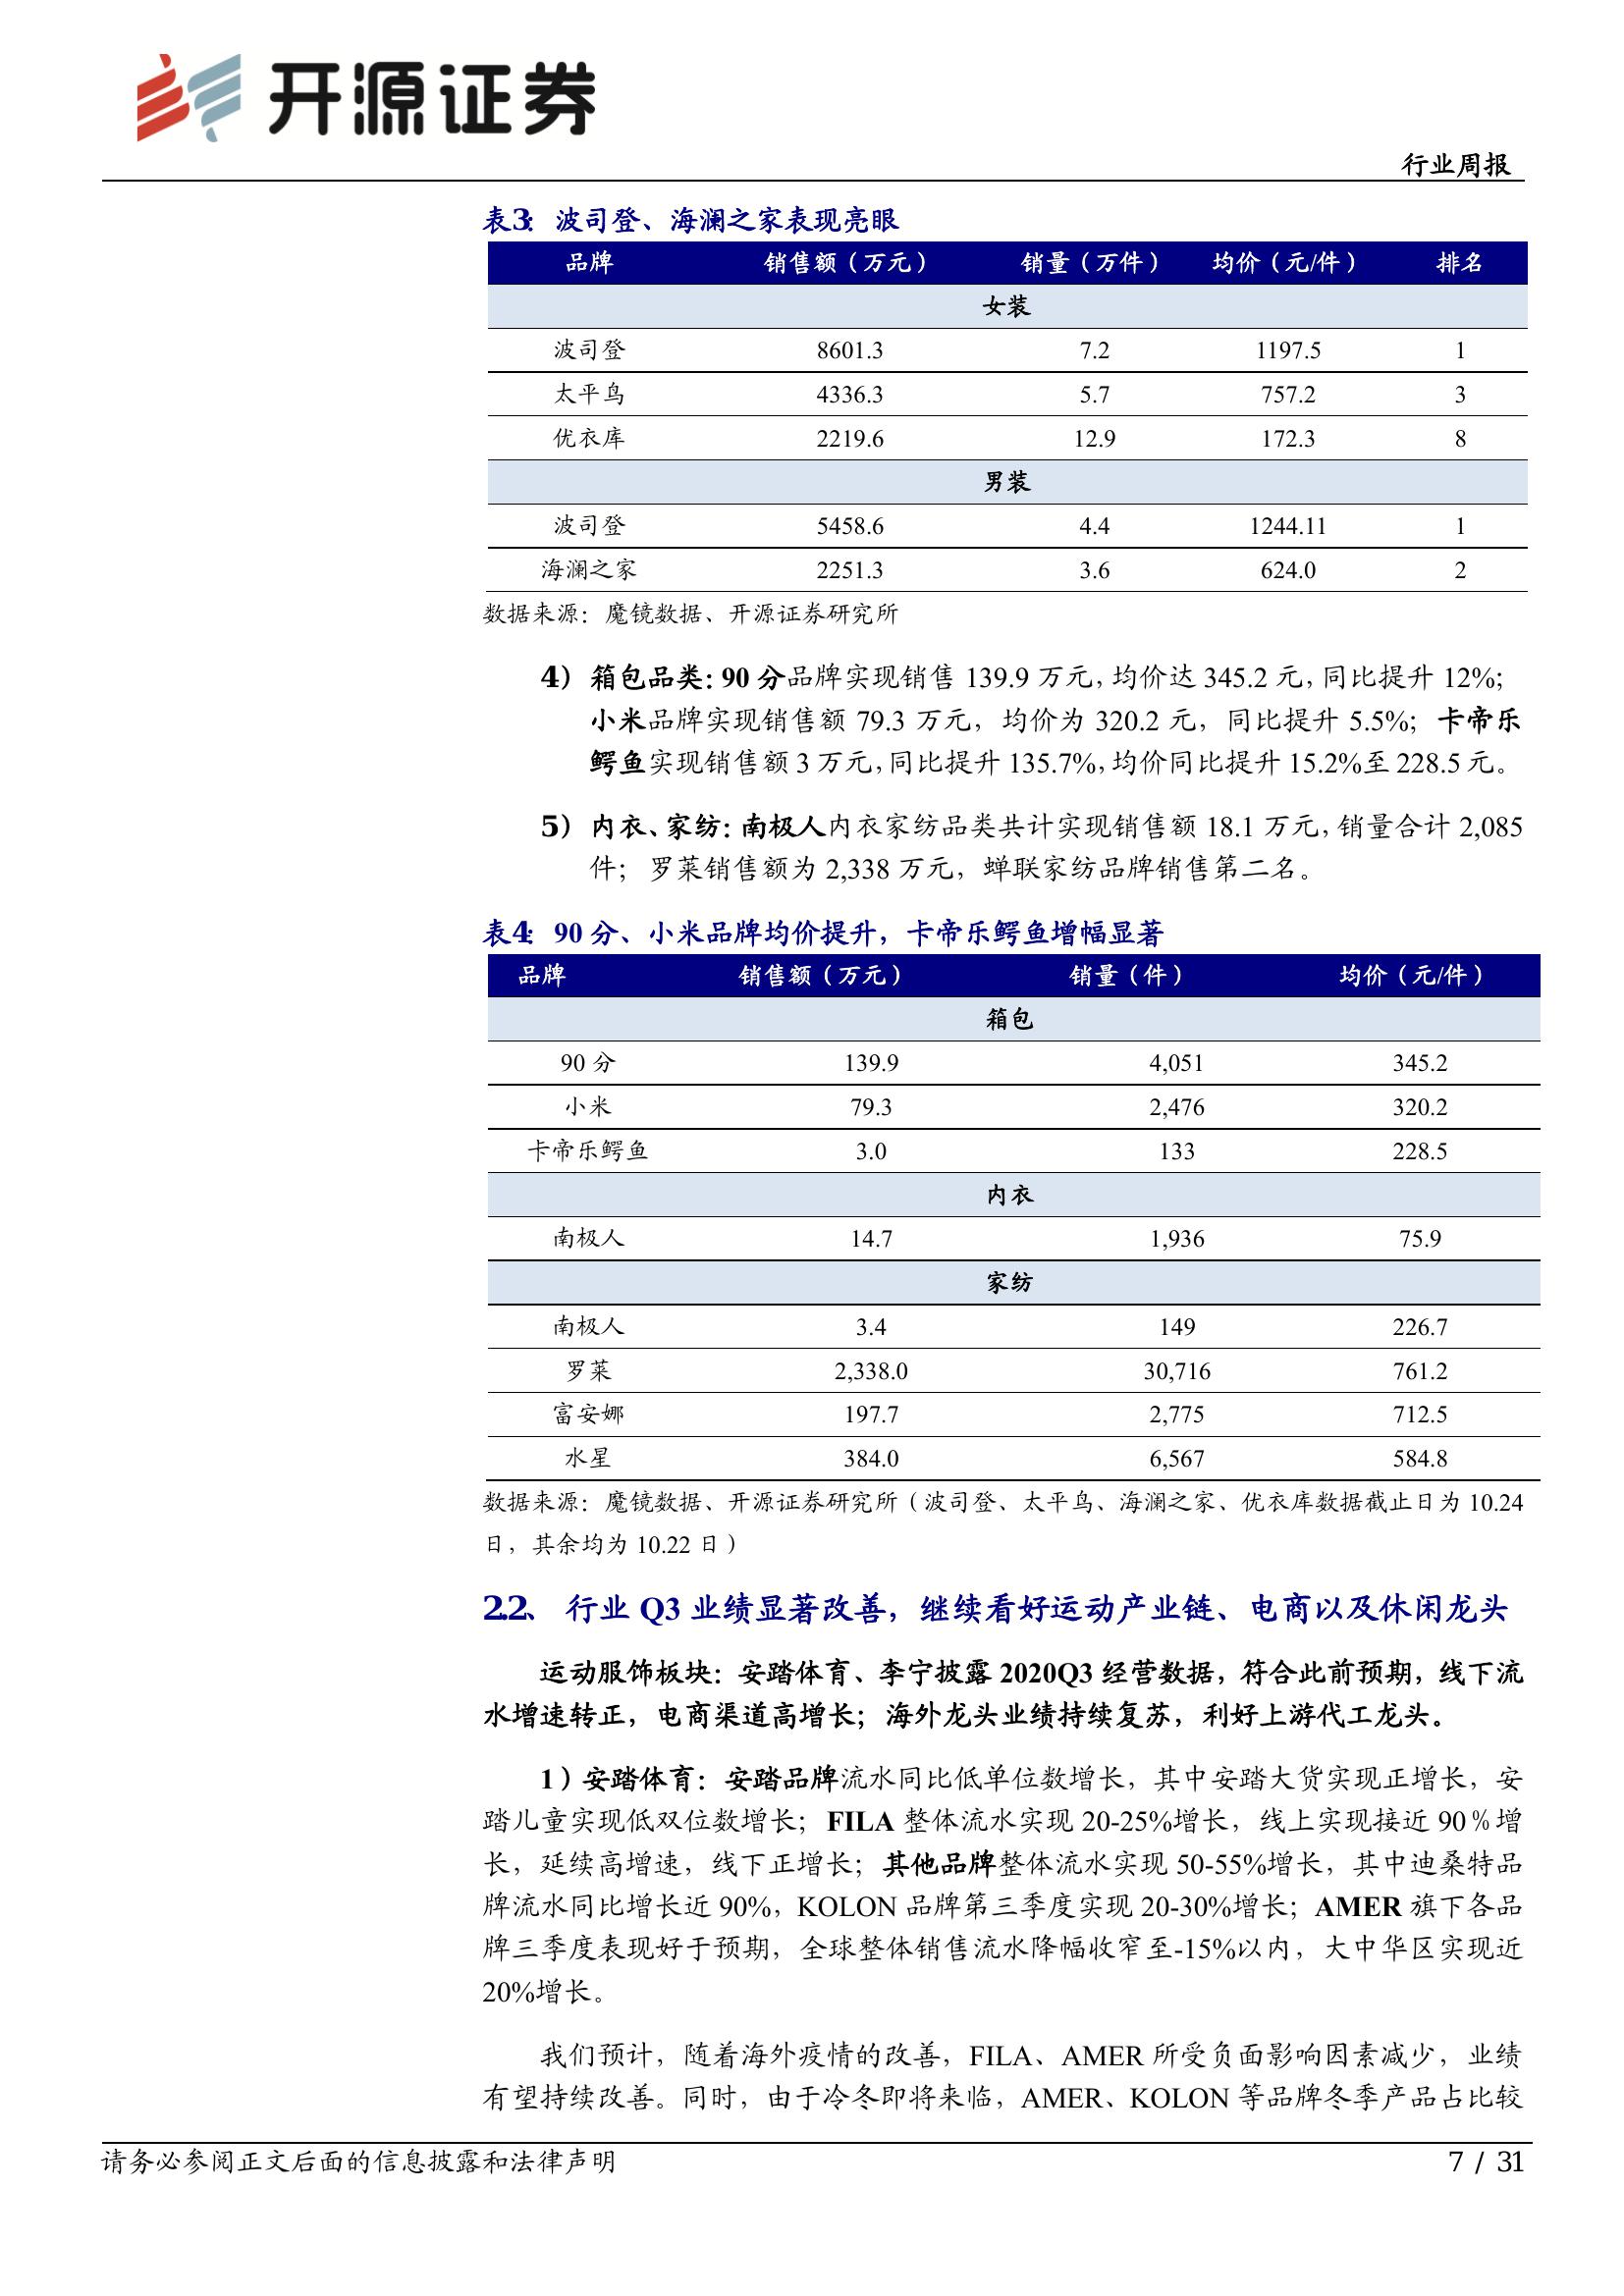 开源证券
行业周报
表3： 波司登、海澜之家表现亮眼
品牌 销售额（万元） 销量（万件） 均价（元/件） 排名
女装
波司登 8601.3 7.2 1197.5 1
太平鸟 4336.3 5.7 757.2 3
优衣库 2219.6 12.9 172.3 8
男装
波司登 5458.6 4.4 1244.11 1
海澜之家 2251.3 3.6 624.0 2
数据来源：魔镜数据、开源证券研究所
4） 箱包品类：90 分品牌实现销售 139.9 万元，均价达 345.2 元，同比提升 12%；
小米品牌实现销售额 79.3 万元，均价为 320.2 元，同比提升 5.5%；卡帝乐
鳄鱼实现销售额 3 万元，同比提升 135.7%，均价同比提升 15.2%至 228.5 元。
5） 内衣、家纺：南极人内衣家纺品类共计实现销售额 18.1 万元，销量合计 2,085
件；罗莱销售额为 2,338 万元，蝉联家纺品牌销售第二名。
表4： 90 分、小米品牌均价提升，卡帝乐鳄鱼增幅显著
品牌 销售额（万元） 销量（件） 均价（元/件）
箱包
90 分 139.9 4,051 345.2
小米 79.3 2,476 320.2
卡帝乐鳄鱼 3.0 133 228.5
内衣
南极人 14.7 1,936 75.9
家纺
南极人 3.4 149 226.7
罗莱 2,338.0 30,716 761.2
富安娜 197.7 2,775 712.5
水星 384.0 6,567 584.8
数据来源：魔镜数据、开源证券研究所（波司登、太平鸟、海澜之家、优衣库数据截止日为 10.24
日，其余均为 10.22 日）
2.2、 行业 Q3 业绩显著改善，继续看好运动产业链、电商以及休闲龙头
运动服饰板块：安踏体育、李宁披露 2020Q3 经营数据，符合此前预期，线下流
水增速转正，电商渠道高增长；海外龙头业绩持续复苏，利好上游代工龙头。
1）安踏体育：安踏品牌流水同比低单位数增长，其中安踏大货实现正增长，安
踏儿童实现低双位数增长；FILA 整体流水实现 20-25%增长，线上实现接近 90％增
长，延续高增速，线下正增长；其他品牌整体流水实现 50-55%增长，其中迪桑特品
牌流水同比增长近 90%，KOLON 品牌第三季度实现 20-30%增长；AMER 旗下各品
牌三季度表现好于预期，全球整体销售流水降幅收窄至-15%以内，大中华区实现近
20%增长。
我们预计，随着海外疫情的改善，FILA、AMER 所受负面影响因素减少，业绩
有望持续改善。同时，由于冷冬即将来临，AMER、KOLON 等品牌冬季产品占比较
请务必参阅正文后面的信息披露和法律声明 7 / 31